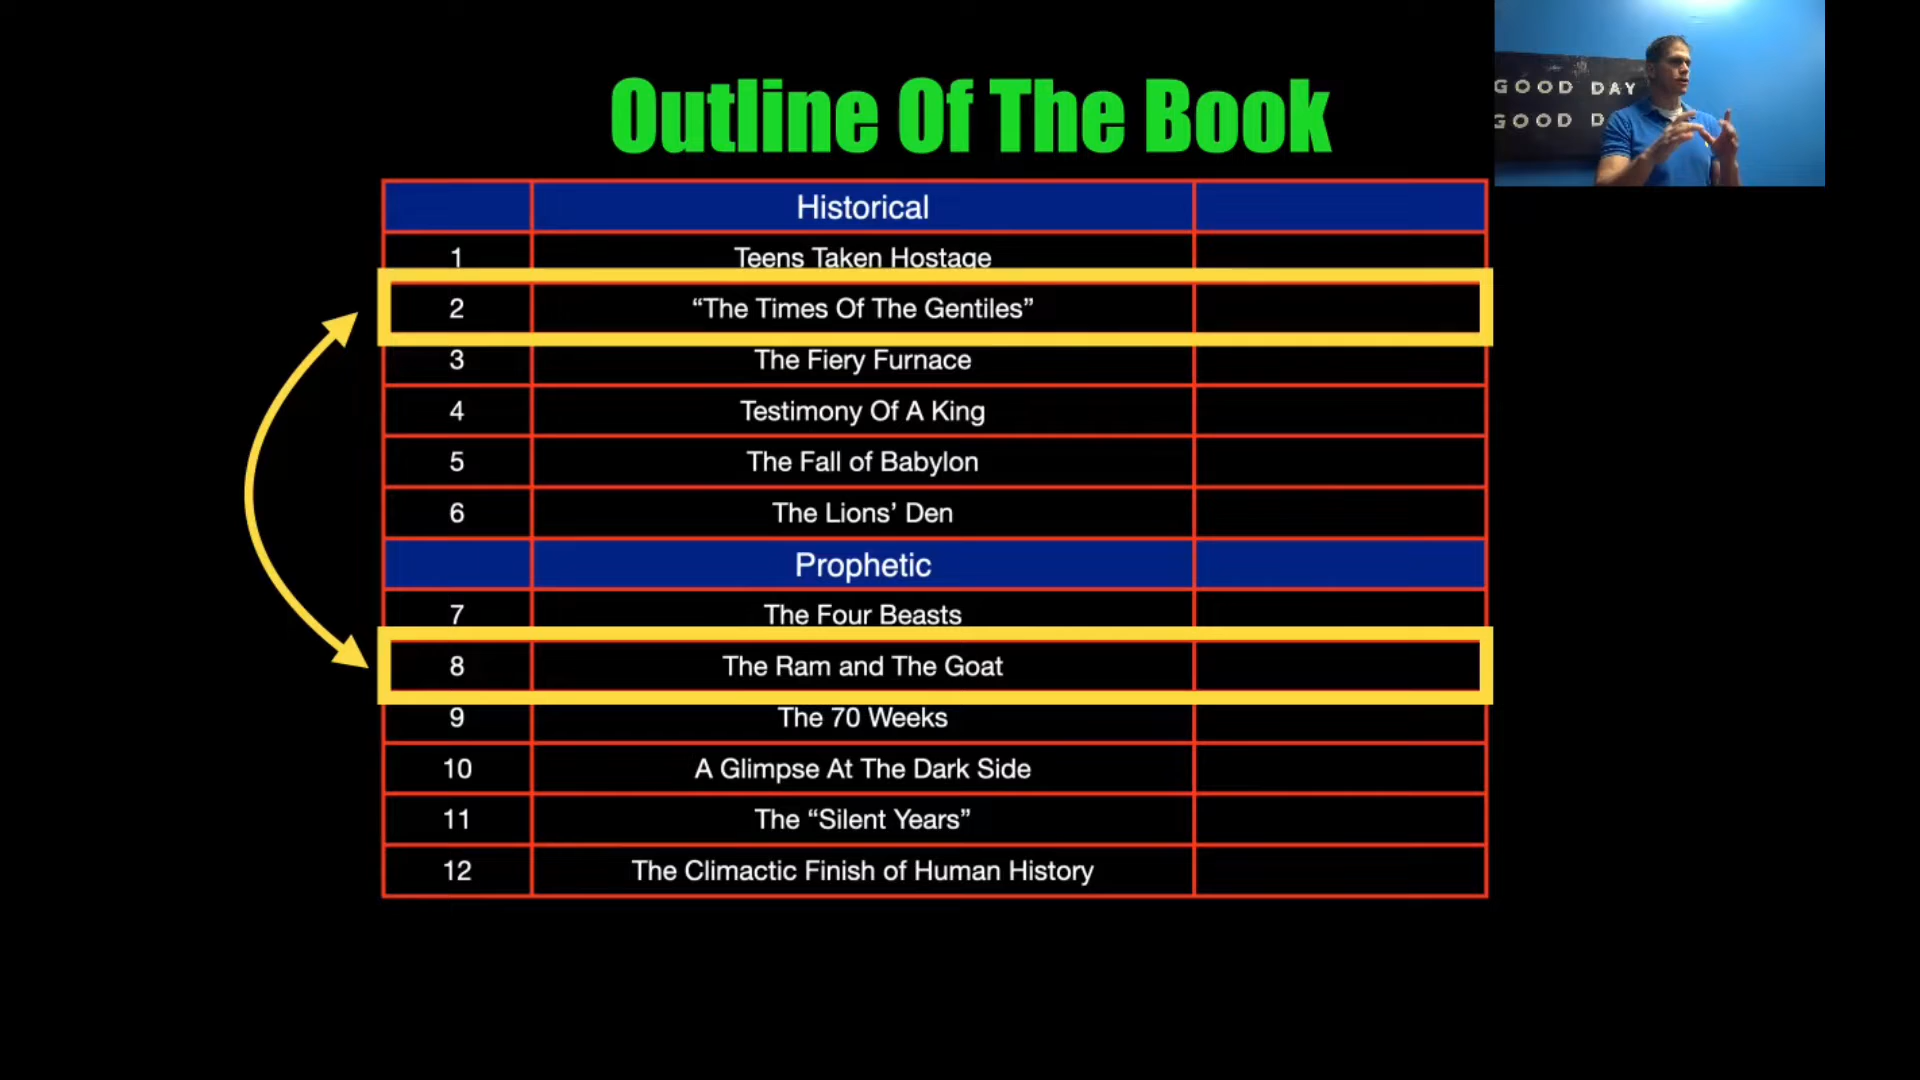 Outline Of The Book
GOOD DAY
GOOD D
Historical
1 Teens Taken Hostage
2 “The Times Of The Gentiles”
3 The Fiery Furnace
4 Testimony Of A King
5 The Fall of Babylon
6 The Lions’ Den
Prophetic
7 The Four Beasts
8 The Ram and The Goat
9 The 70 Weeks
10 A Glimpse At The Dark Side
11 The “Silent Years”
12 The Climactic Finish of Human History